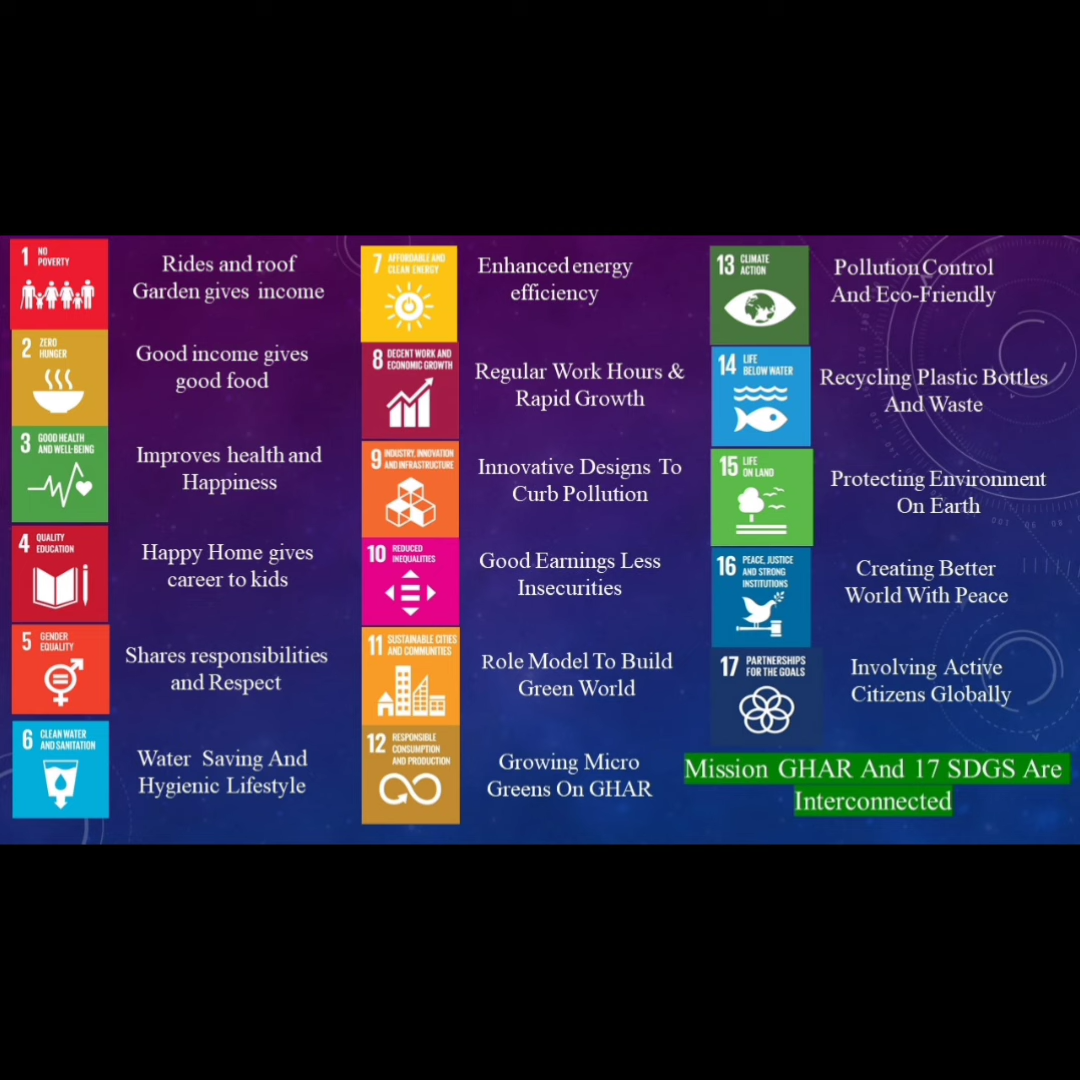 1 NO
POVERTY
Rides and roof
Garden gives income
2 ZERO
HUNGER
Good income gives
good food
3 GOOD HEALTH
AND WELL-BEING
Improves health and
Happiness
4 QUALITY
EDUCATION
Happy Home gives
career to kids
5 GENDER
EQUALITY
Shares responsibilities
and Respect
6 CLEAN WATER
AND SANITATION
Water Saving And
Hygienic Lifestyle
7 AFFORDABLE AND
CLEAN ENERGY
Enhanced energy
efficiency
8 DECENT WORK AND
ECONOMIC GROWTH
Regular Work Hours &
Rapid Growth
9 INDUSTRY, INNOVATION
AND INFRASTRUCTURE
Innovative Designs To
Curb Pollution
10 REDUCED
INEQUALITIES
Good Earnings Less
Insecurities
11 SUSTAINABLE CITIES
AND COMMUNITIES
Role Model To Build
Green World
12 RESPONSIBLE
CONSUMPTION
AND PRODUCTION
Growing Micro
Greens On GHAR
13 CLIMATE
ACTION
Pollution Control
And Eco-Friendly
14 LIFE
BELOW WATER
Recycling Plastic Bottles
And Waste
15 LIFE
ON LAND
Protecting Environment
On Earth
16 PEACE, JUSTICE
AND STRONG
INSTITUTIONS
Creating Better
World With Peace
17 PARTNERSHIPS
FOR THE GOALS
Involving Active
Citizens Globally
Mission GHAR And 17 SDGS Are
Interconnected